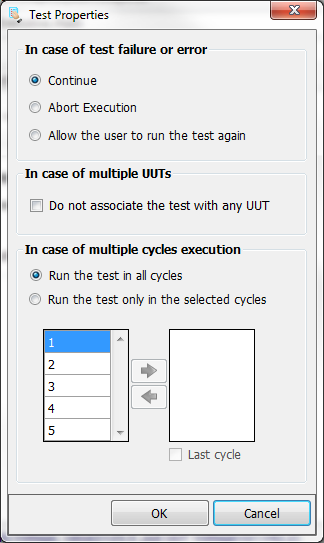 Test Properties
In case of test failure or error
Continue
Abort Execution
Allow the user to run the test again
In case of multiple UUTs
Do not associate the test with any UUT
In case of multiple cycles execution
Run the test in all cycles
Run the test only in the selected cycles
1
2
3
4
5
Last cycle
OK
Cancel